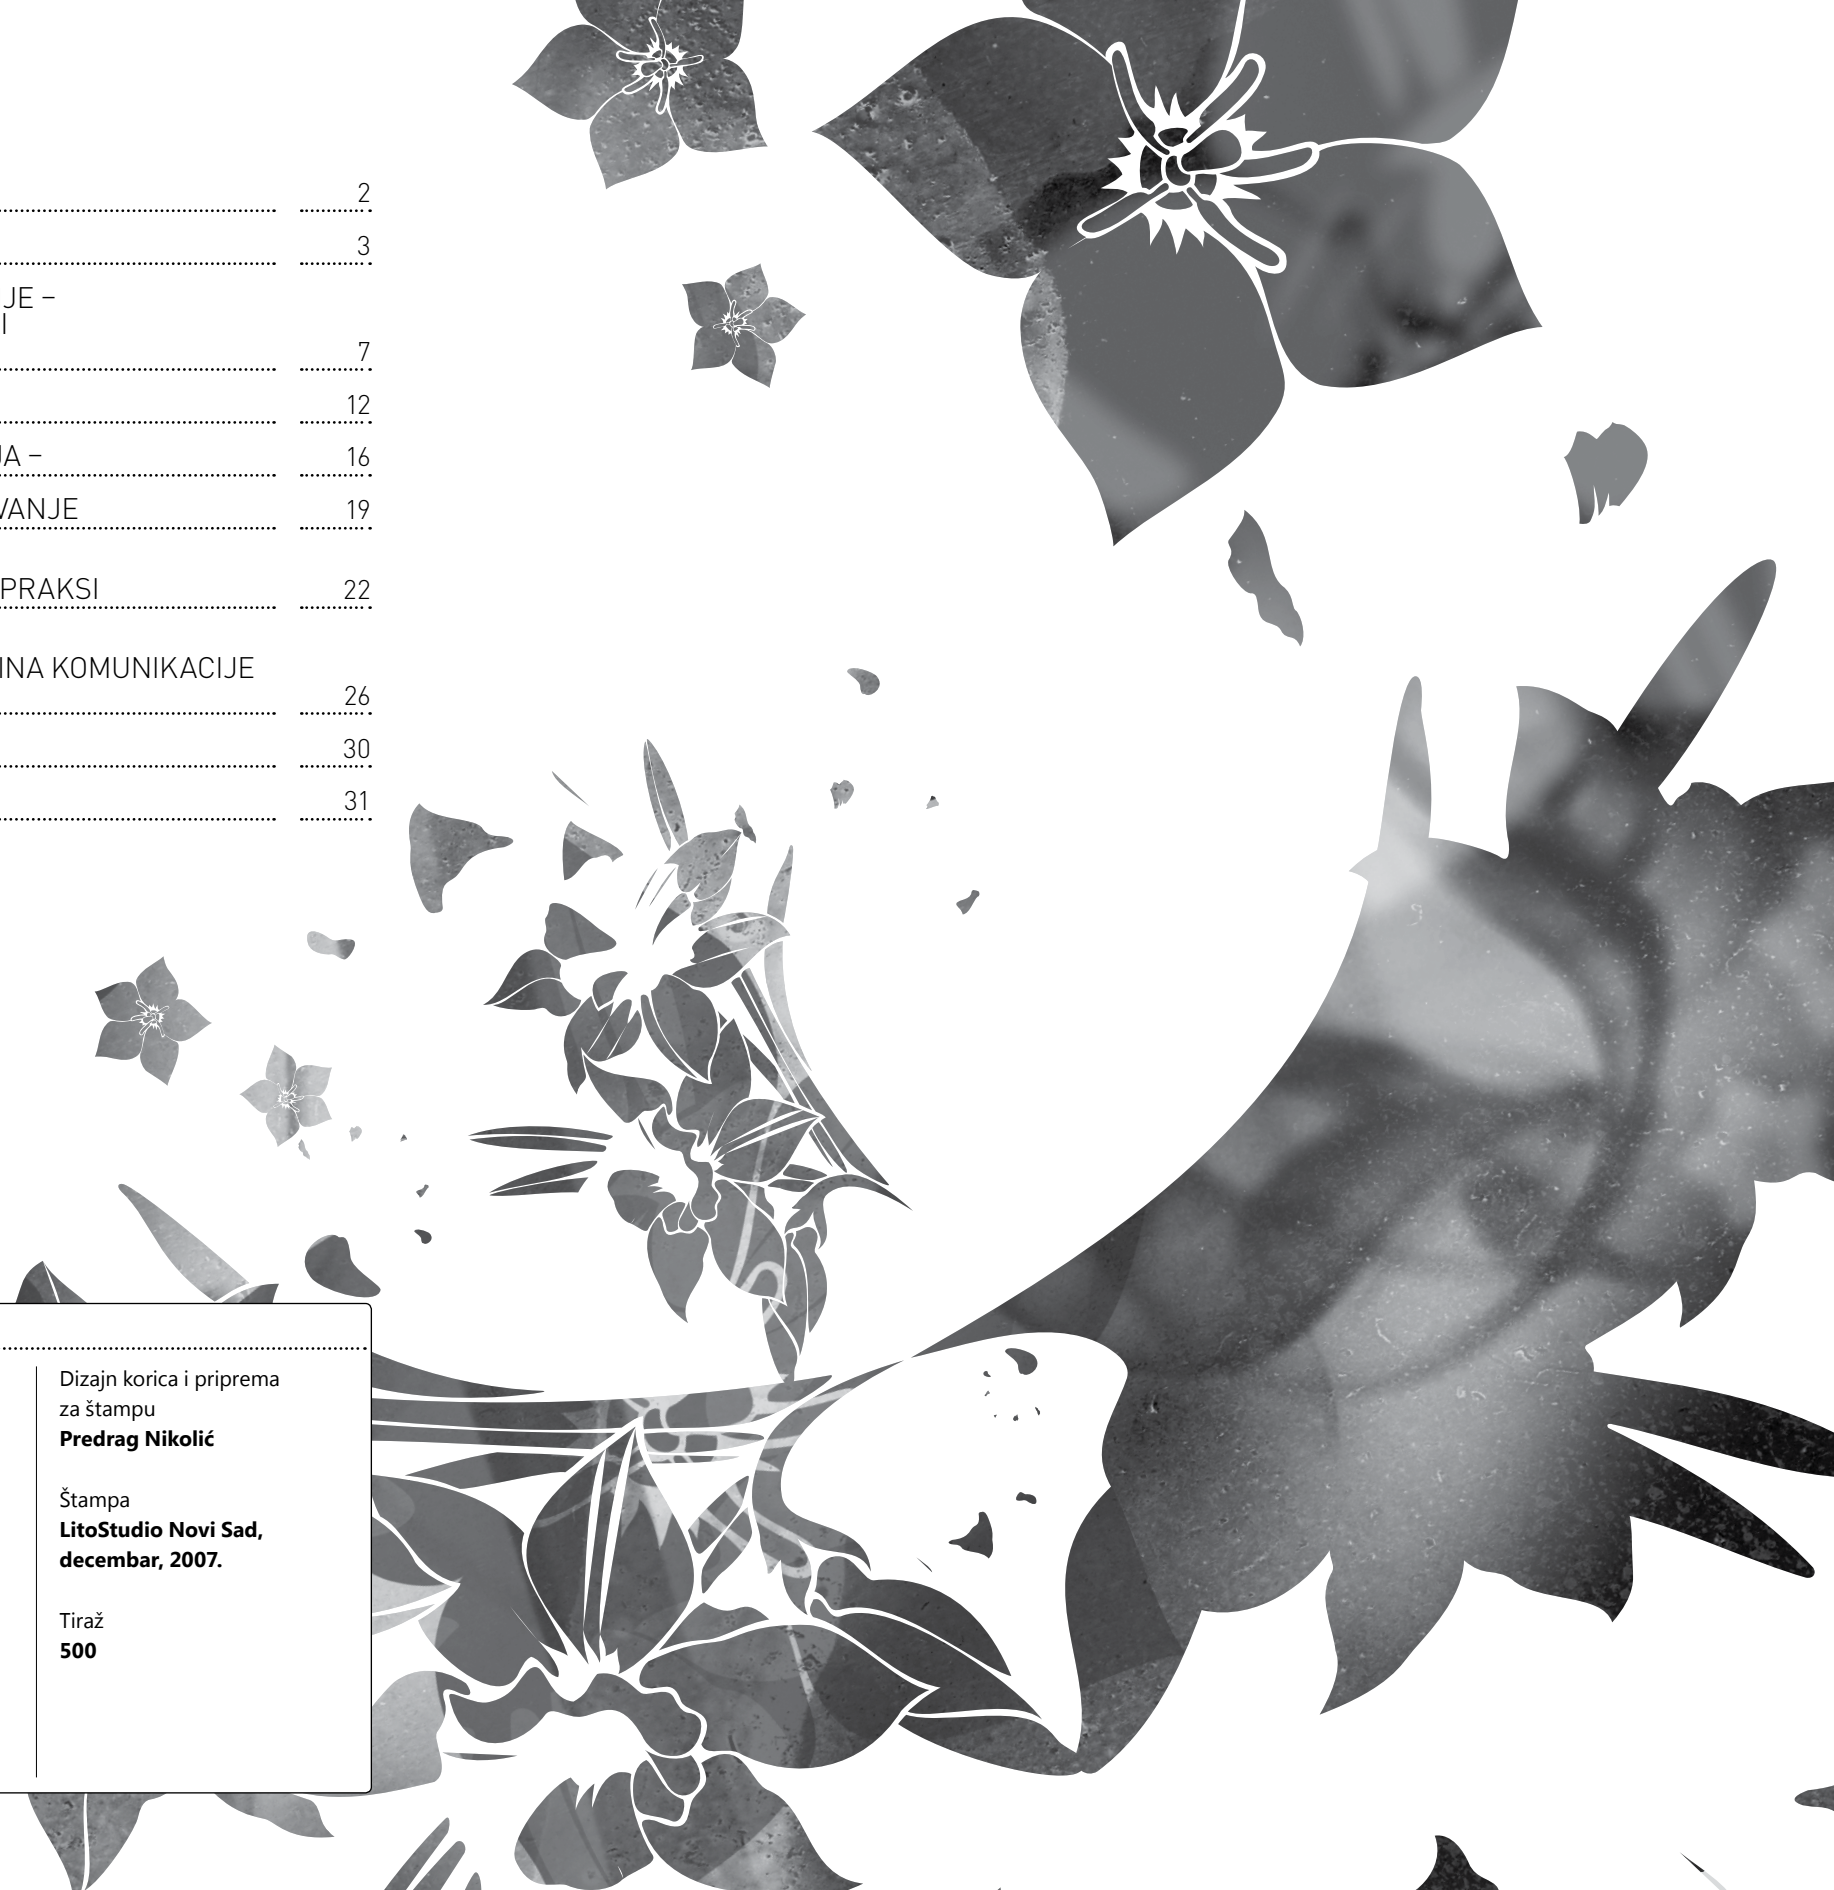 2
3
JE –
I
7
12
JA – 16
VANJE 19
PRAKSI 22
INA KOMUNIKACIJE
26
30
31
Dizajn korica i priprema
za štampu
Predrag Nikolić
Štampa
LitoStudio Novi Sad,
decembar, 2007.
Tiraž
500